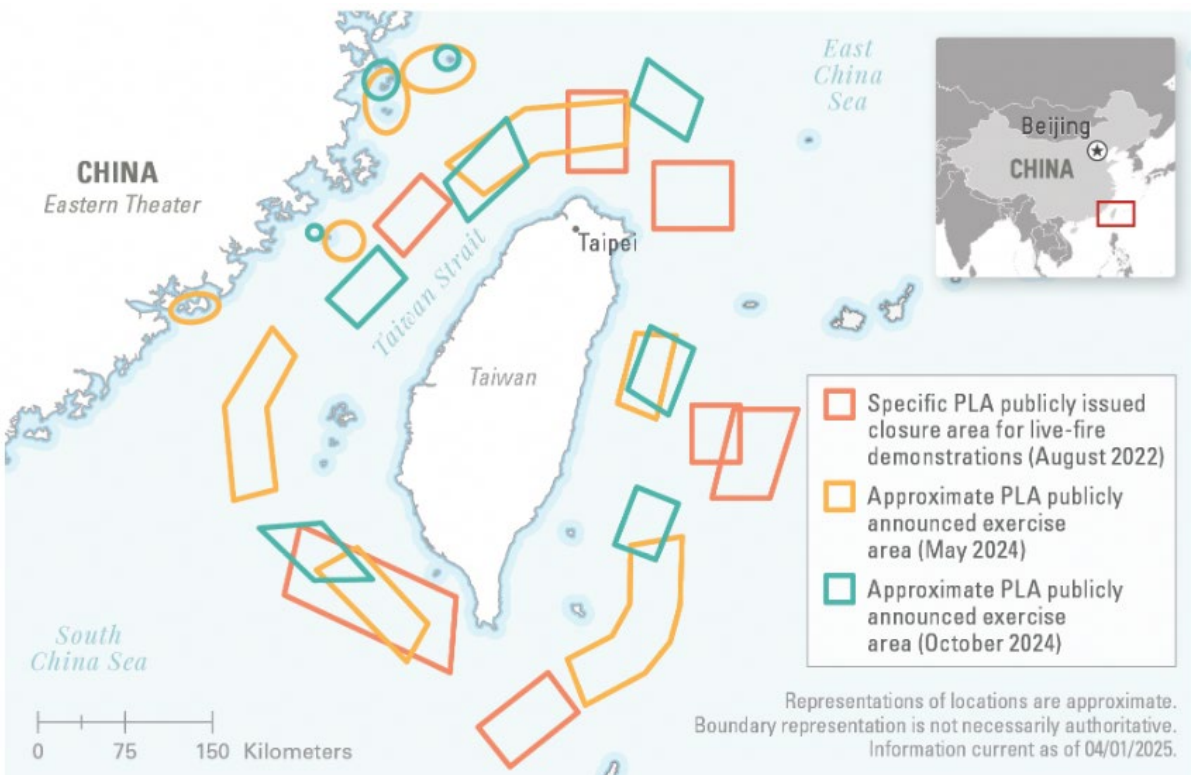 East
China
Sea
Beijing
CHINA
CHINA
Eastern Theater
Taipei
Taiwan Strait
Taiwan
Specific PLA publicly issued
closure area for live-fire
demonstrations (August 2022)
Approximate PLA publicly
announced exercise
area (May 2024)
Approximate PLA publicly
announced exercise
area (October 2024)
South
China Sea
0 75 150 Kilometers
Representations of locations are approximate.
Boundary representation is not necessarily authoritative.
Information current as of 04/01/2025.